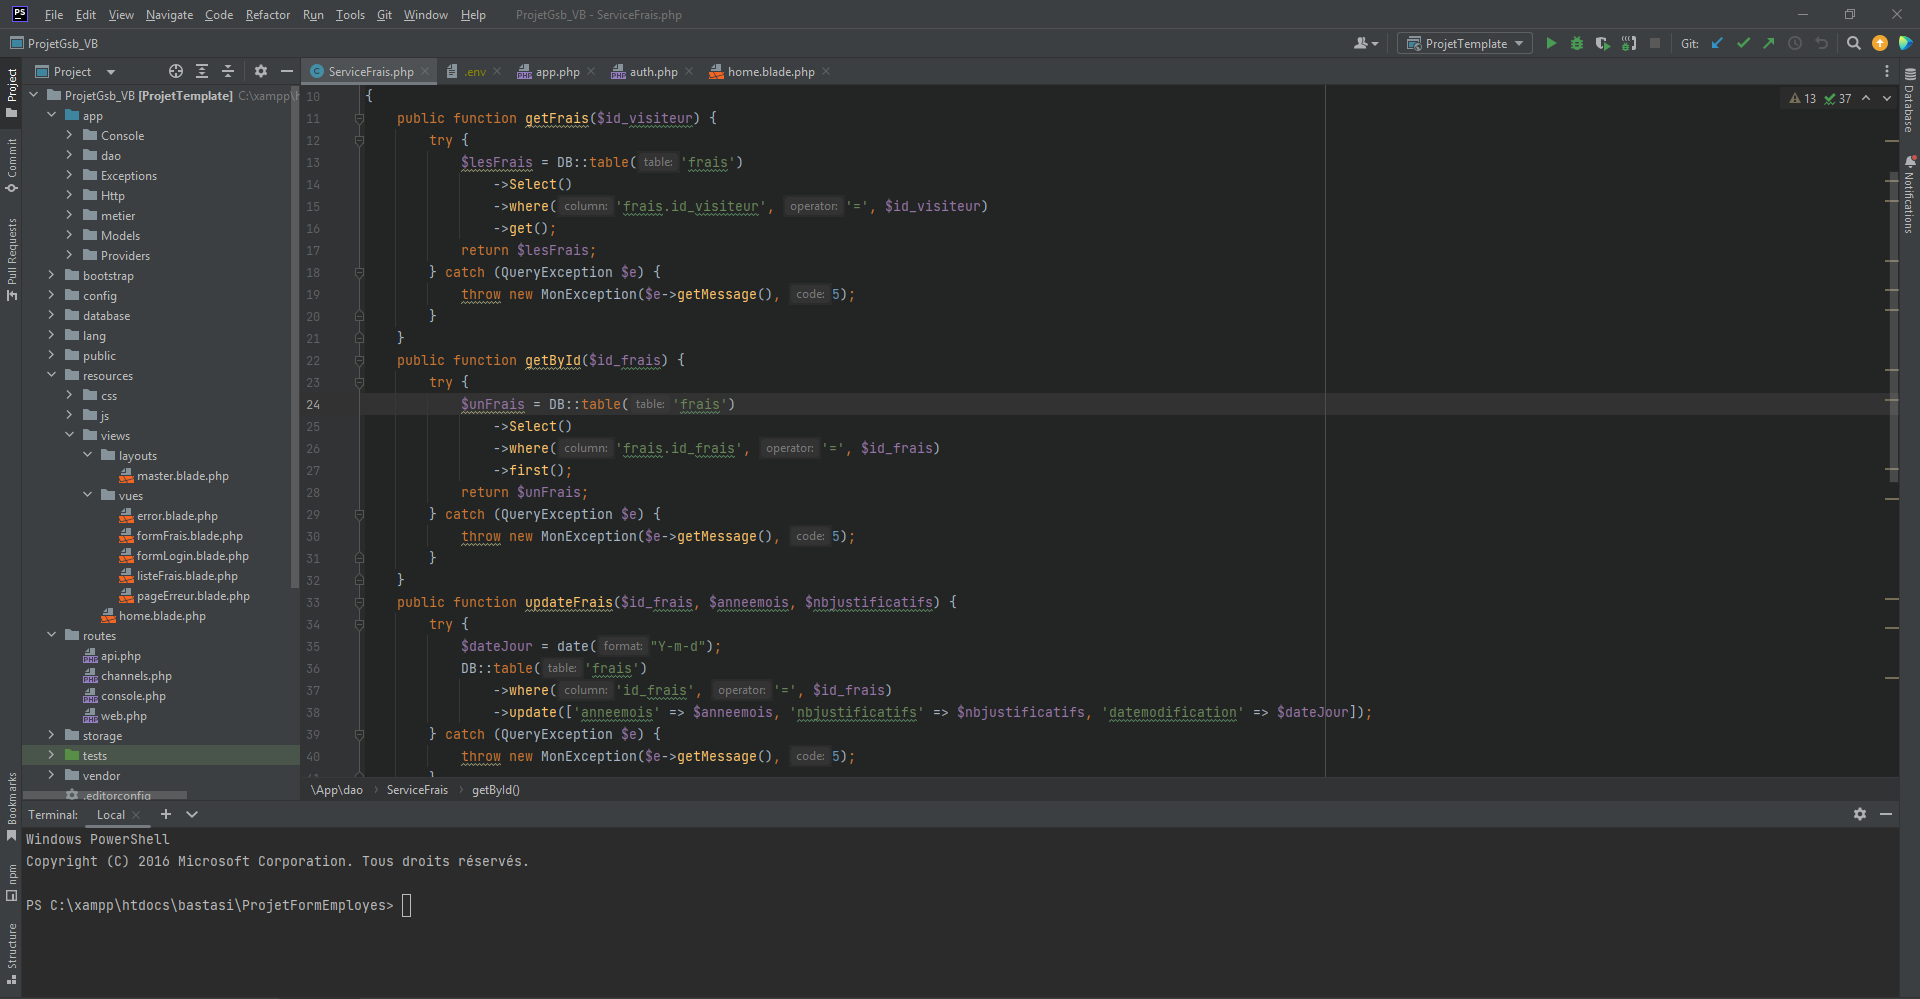 PS File Edit View Navigate Code Refactor Run Tools Git Window Help ProjetGsb_VB - ServiceFrais.php
ProjetGsb_VB ProjetTemplate Git:
Project ServiceFrais.php .env app.php auth.php home.blade.php
Project
Commit
Pull Requests
Bookmarks
npm
Structure
ProjetGsb_VB [ProjetTemplate] C:\xampp\h
app
Console
dao
Exceptions
Http
metier
Models
Providers
bootstrap
config
database
lang
public
resources
css
js
views
layouts
master.blade.php
vues
error.blade.php
formFrais.blade.php
formLogin.blade.php
listeFrais.blade.php
pageErreur.blade.php
home.blade.php
routes
api.php
channels.php
console.php
web.php
storage
tests
vendor
.editorconfig
13 37
10 {
11 public function getFrais($id_visiteur) {
12 try {
13 $lesFrais = DB::table( table: 'frais')
14 ->Select()
15 ->where( column: 'frais.id_visiteur', operator: '=', $id_visiteur)
16 ->get();
17 return $lesFrais;
18 } catch (QueryException $e) {
19 throw new MonException($e->getMessage(), code: 5);
20 }
21 }
22 public function getById($id_frais) {
23 try {
24 $unFrais = DB::table( table: 'frais')
25 ->Select()
26 ->where( column: 'frais.id_frais', operator: '=', $id_frais)
27 ->first();
28 return $unFrais;
29 } catch (QueryException $e) {
30 throw new MonException($e->getMessage(), code: 5);
31 }
32 }
33 public function updateFrais($id_frais, $anneemois, $nbjustificatifs) {
34 try {
35 $dateJour = date( format: "Y-m-d");
36 DB::table( table: 'frais')
37 ->where( column: 'id_frais', operator: '=', $id_frais)
38 ->update(['anneemois' => $anneemois, 'nbjustificatifs' => $nbjustificatifs, 'datemodification' => $dateJour]);
39 } catch (QueryException $e) {
40 throw new MonException($e->getMessage(), code: 5);
\App\dao ServiceFrais getById()
Database
Notifications
Terminal: Local
Windows PowerShell
Copyright (C) 2016 Microsoft Corporation. Tous droits réservés.
PS C:\xampp\htdocs\bastasi\ProjetFormEmployes>